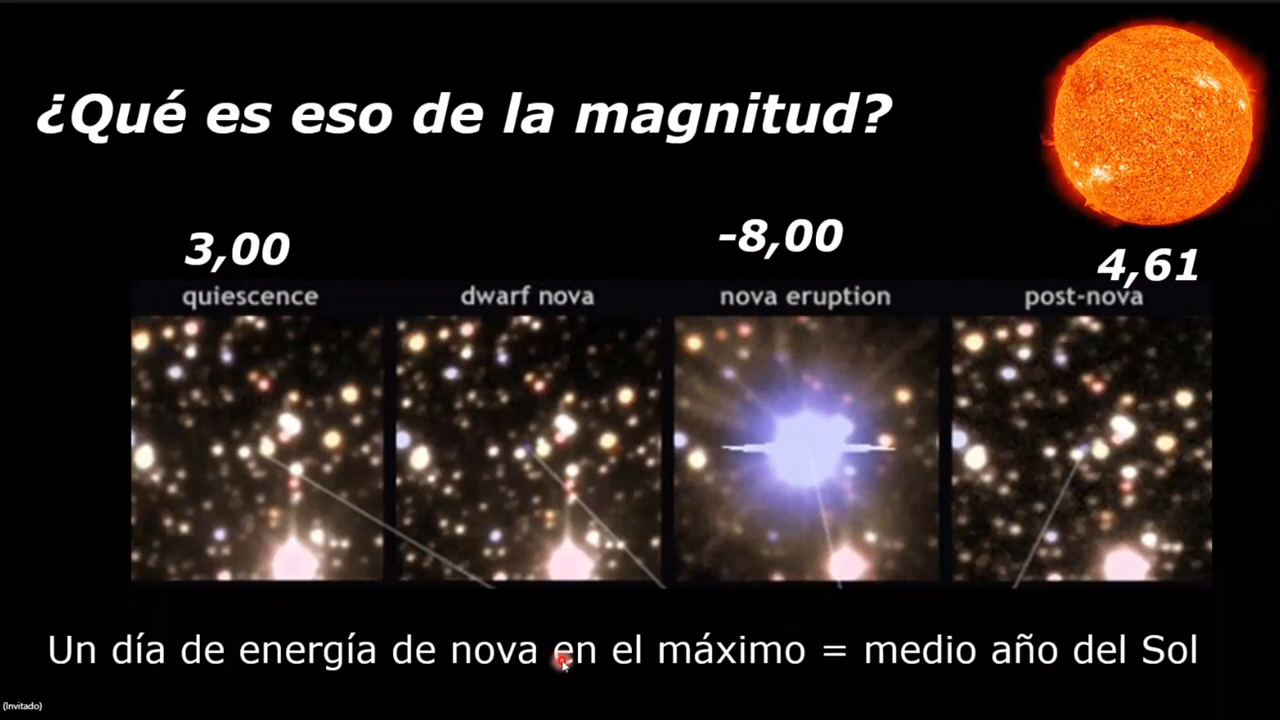 ¿Qué es eso de la magnitud?
3,00
-8,00
4,61
quiescence
dwarf nova
nova eruption
post-nova
Un día de energía de nova en el máximo = medio año del Sol
(Invitado)